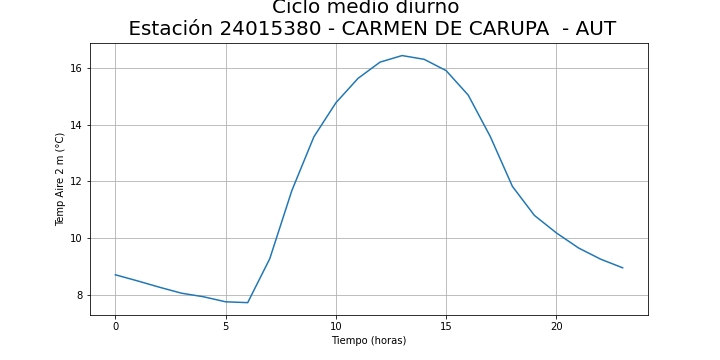 Ciclo medio diurno
Estación 24015380 - CARMEN DE CARUPA  - AUT
16
14
12
10
8
Temp Aire 2 m (°C)
0
5
10
15
20
Tiempo (horas)